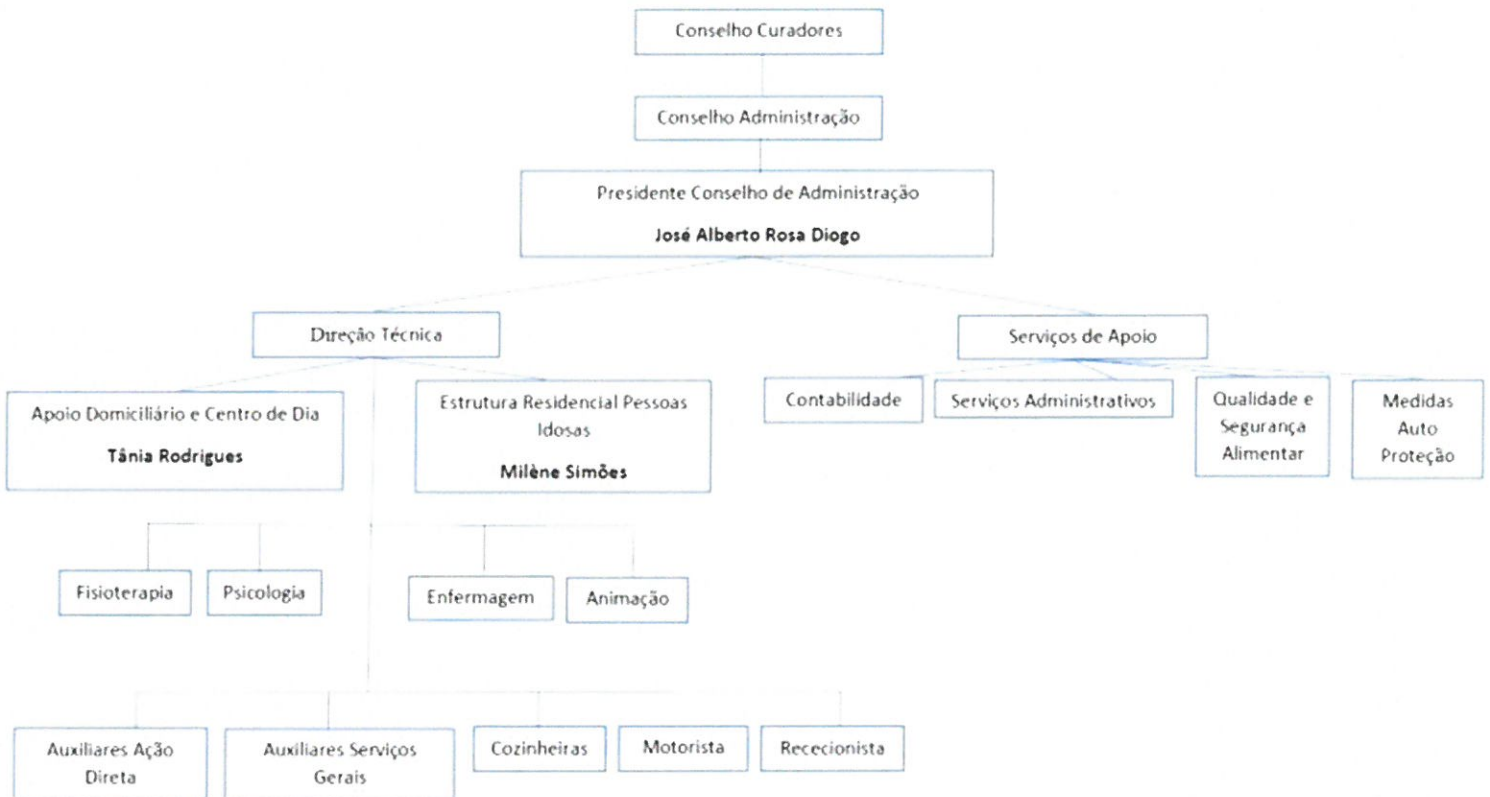 Conselho Curadores
Conselho Administração
Presidente Conselho de Administração
José Alberto Rosa Diogo
Direção Técnica
Serviços de Apoio
Apoio Domiciliário e Centro de Dia
Tânia Rodrigues
Estrutura Residencial Pessoas
Idosas
Milène Simões
Contabilidade
Serviços Administrativos
Qualidade e
Segurança
Alimentar
Medidas
Auto
Proteção
Fisioterapia
Psicologia
Enfermagem
Animação
Auxiliares Ação
Direta
Auxiliares Serviços
Gerais
Cozinheiras
Motorista
Rececionista